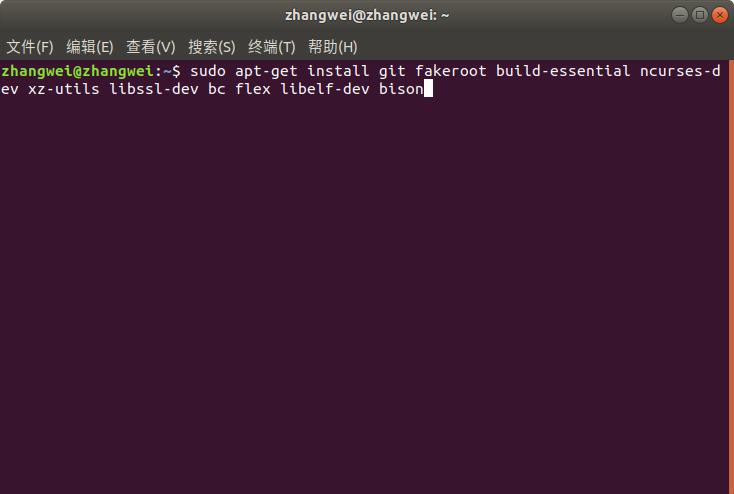 zhangwei@zhangwei: ~
文件(F) 编辑(E) 查看(V) 搜索(S) 终端(T) 帮助(H)
zhangwei@zhangwei:~$ sudo apt-get install git fakeroot build-essential ncurses-d
ev xz-utils libssl-dev bc flex libelf-dev bison